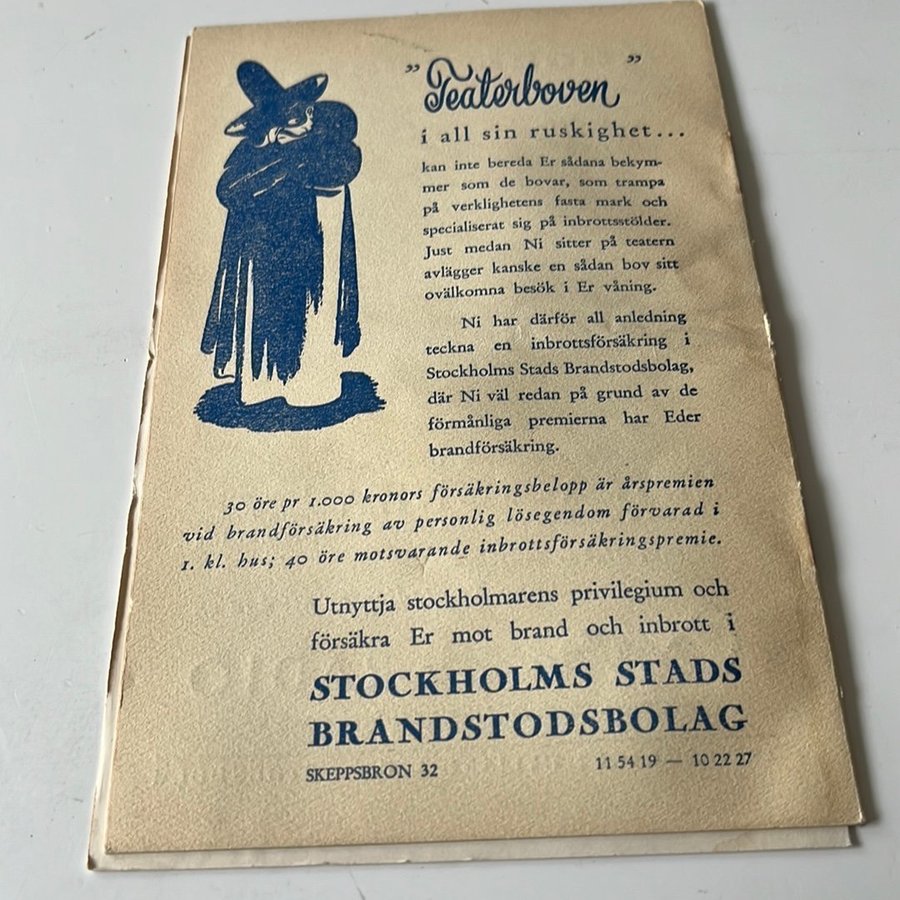 "Teaterboven"
i all sin ruskighet...
kan inte bereda Er sådana bekym-
mer som de bovar, som trampa
på verklighetens fasta mark och
specialiserat sig på inbrottsstölder.
Just medan Ni sitter på teatern
avlägger kanske en sådan bov sitt
ovälkomna besök i Er våning.
Ni har därför all anledning
teckna en inbrottsförsäkring i
Stockholms Stads Brandstodsbolag,
där Ni väl redan på grund av de
förmånliga premierna har Eder
brandförsäkring.
30 öre pr 1.000 kronors försäkringsbelopp är årspremien
vid brandförsäkring av personlig lösegendom förvarad i
1. kl. hus; 40 öre motsvarande inbrottsförsäkringspremie.
Utnyttja stockholmarens privilegium och
försäkra Er mot brand och inbrott i
STOCKHOLMS STADS
BRANDSTODSBOLAG
SKEPPSBRON 32 11 54 19 — 10 22 27